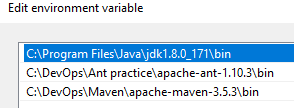 Edit environment variable
C:\Program Files\Java\jdk1.8.0_171\bin
C:\DevOps\Ant practice\apache-ant-1.10.3\bin
C:\DevOps\Maven\apache-maven-3.5.3\bin